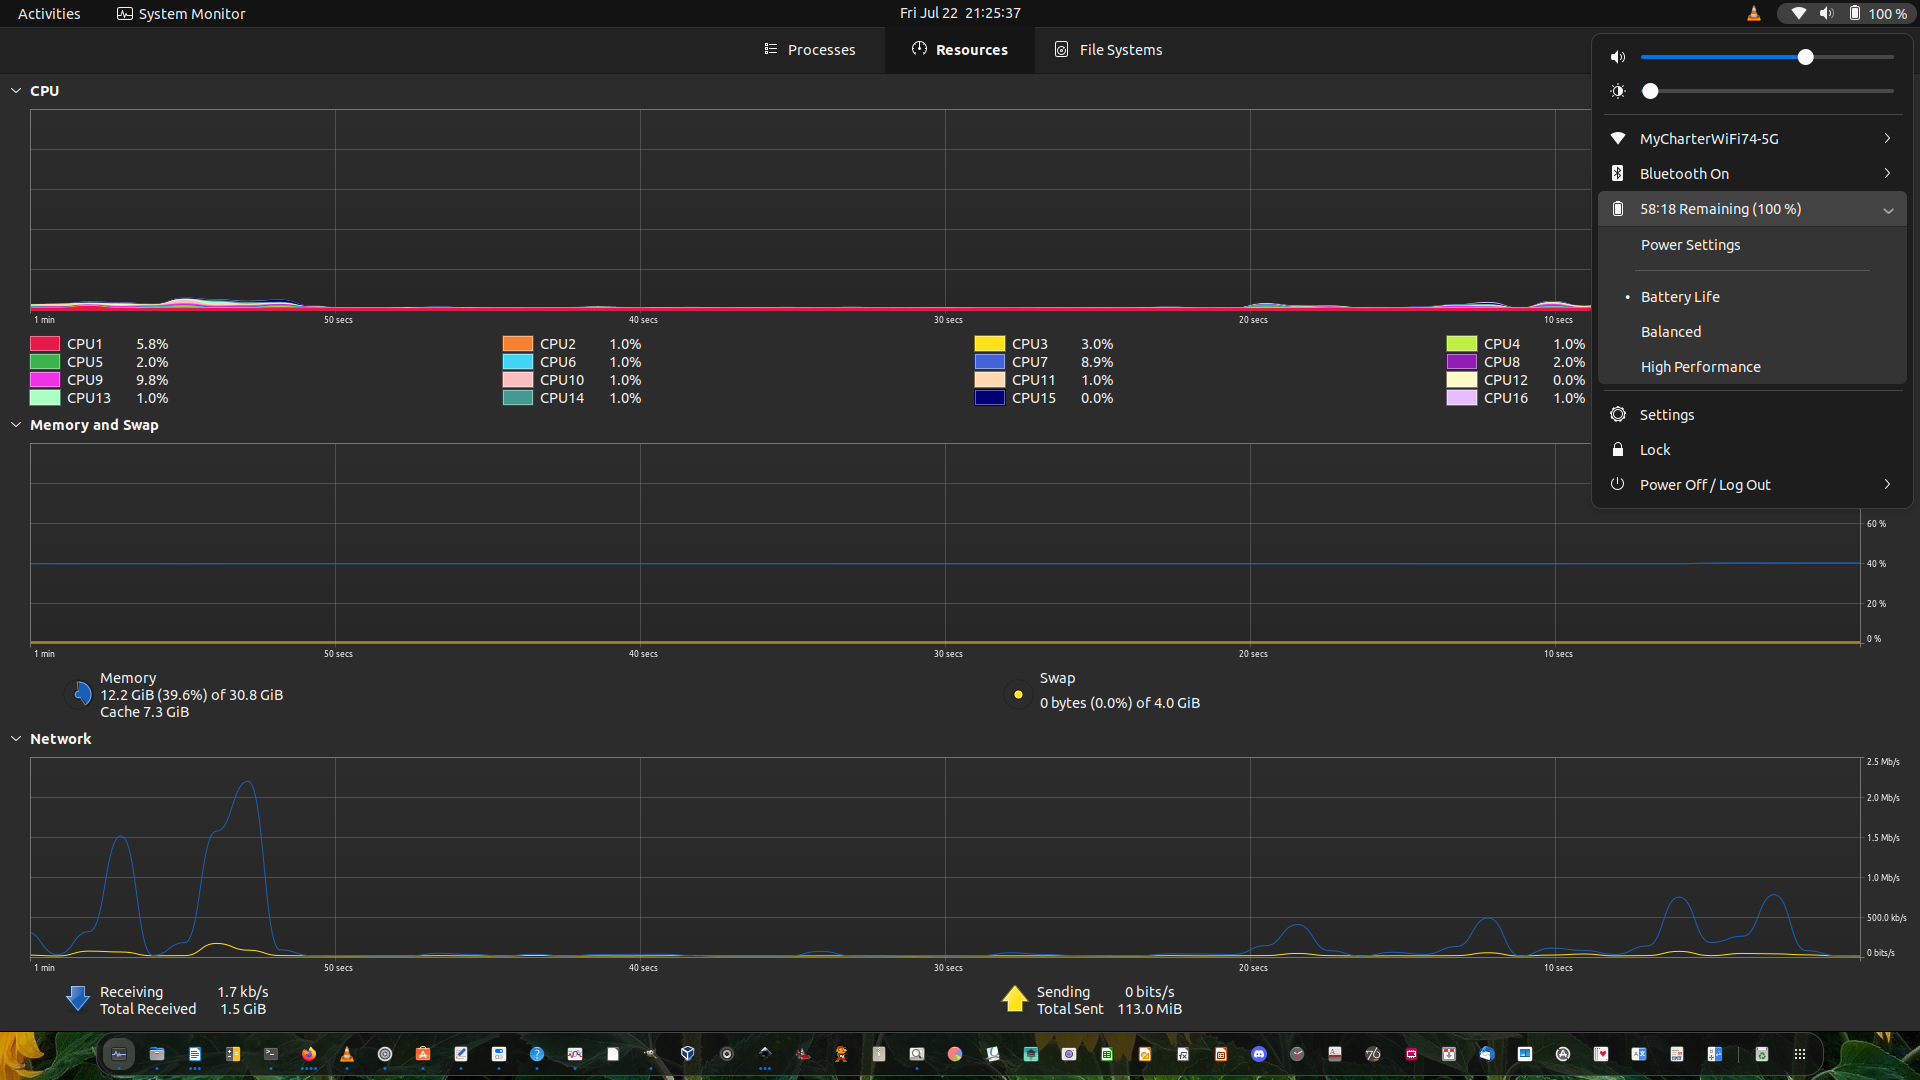 Activities
System Monitor
Fri Jul 22 21:25:37
100 %
Processes
Resources
File Systems
CPU
1 min
50 secs
40 secs
30 secs
20 secs
10 secs
CPU1 5.8%
CPU2 1.0%
CPU3 3.0%
CPU4 1.0%
CPU5 2.0%
CPU6 1.0%
CPU7 8.9%
CPU8 2.0%
CPU9 9.8%
CPU10 1.0%
CPU11 1.0%
CPU12 0.0%
CPU13 1.0%
CPU14 1.0%
CPU15 0.0%
CPU16 1.0%
MyCharterWiFi74-5G
Bluetooth On
58:18 Remaining (100 %)
Power Settings
• Battery Life
Balanced
High Performance
Settings
Lock
Power Off / Log Out
Memory and Swap
60 %
40 %
20 %
0 %
1 min
50 secs
40 secs
30 secs
20 secs
10 secs
Memory
12.2 GiB (39.6%) of 30.8 GiB
Cache 7.3 GiB
Swap
0 bytes (0.0%) of 4.0 GiB
Network
2.5 Mb/s
2.0 Mb/s
1.5 Mb/s
1.0 Mb/s
500.0 kb/s
0 bits/s
1 min
50 secs
40 secs
30 secs
20 secs
10 secs
Receiving 1.7 kb/s
Total Received 1.5 GiB
Sending 0 bits/s
Total Sent 113.0 MiB